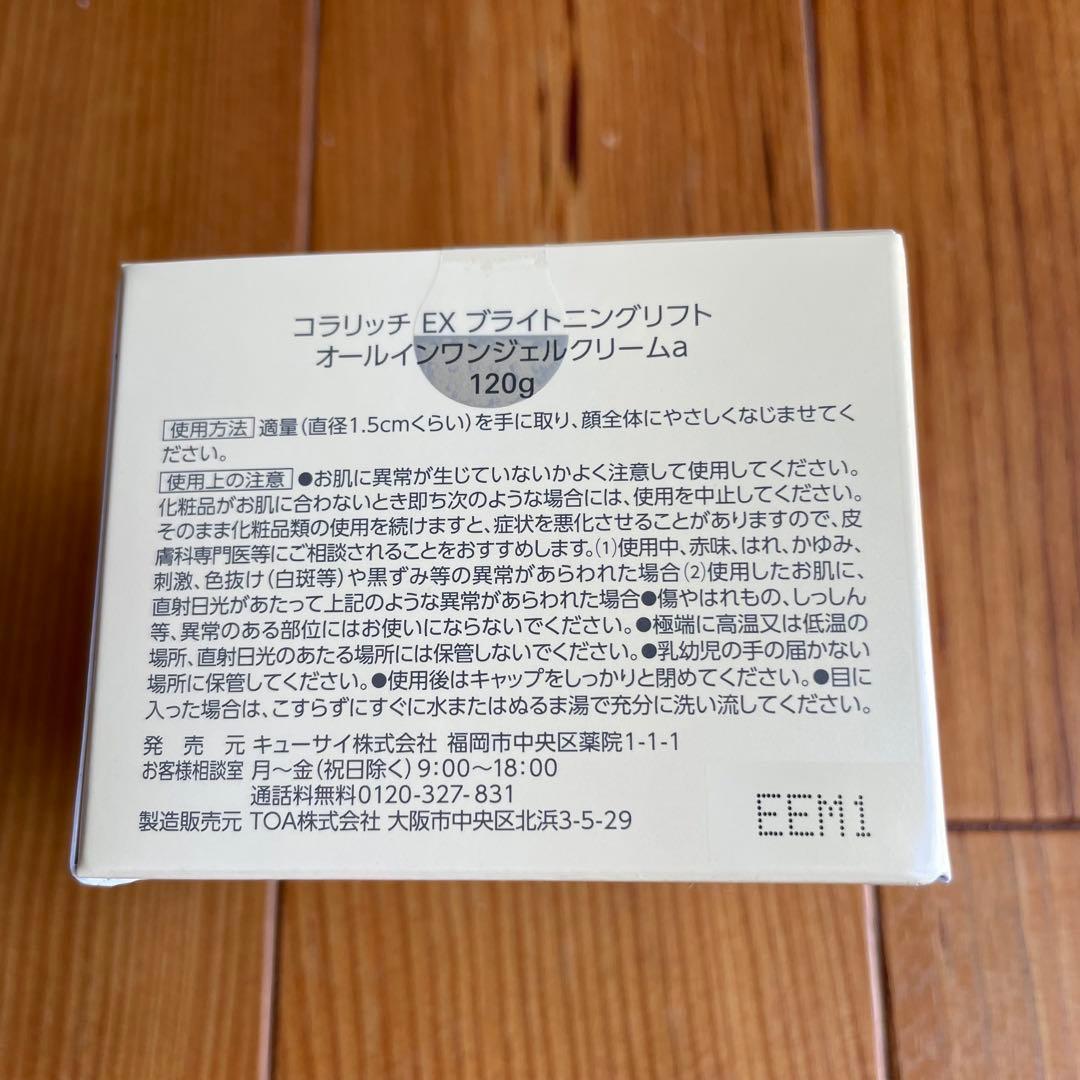 コラリッチ EX ブライトニングリフト
オールインワンジェルクリームa
120g
使用方法 適量(直径1.5cmくらい)を手に取り、顔全体にやさしくなじませてく
ださい。
使用上の注意 ●お肌に異常が生じていないかよく注意して使用してください。
化粧品がお肌に合わないとき即ち次のような場合には、使用を中止してください。
そのまま化粧品類の使用を続けますと、症状を悪化させることがありますので、皮
膚科専門医等にご相談されることをおすすめします。(1)使用中、赤味、はれ、かゆみ、
刺激、色抜け(白斑等)や黒ずみ等の異常があらわれた場合(2)使用したお肌に、
直射日光があたって上記のような異常があらわれた場合●傷やはれもの、しっしん
等、異常のある部位にはお使いにならないでください。●極端に高温又は低温の
場所、直射日光のあたる場所には保管しないでください。●乳幼児の手の届かない
場所に保管してください。●使用後はキャップをしっかりと閉めてください。●目に
入った場合は、こすらずにすぐに水またはぬるま湯で充分に洗い流してください。
発売元 キューサイ株式会社 福岡市中央区薬院1-1-1
お客様相談室 月〜金(祝日除く)9:00〜18:00
通話料無料0120-327-831
製造販売元 TOA株式会社 大阪市中央区北浜3-5-29
EEM1